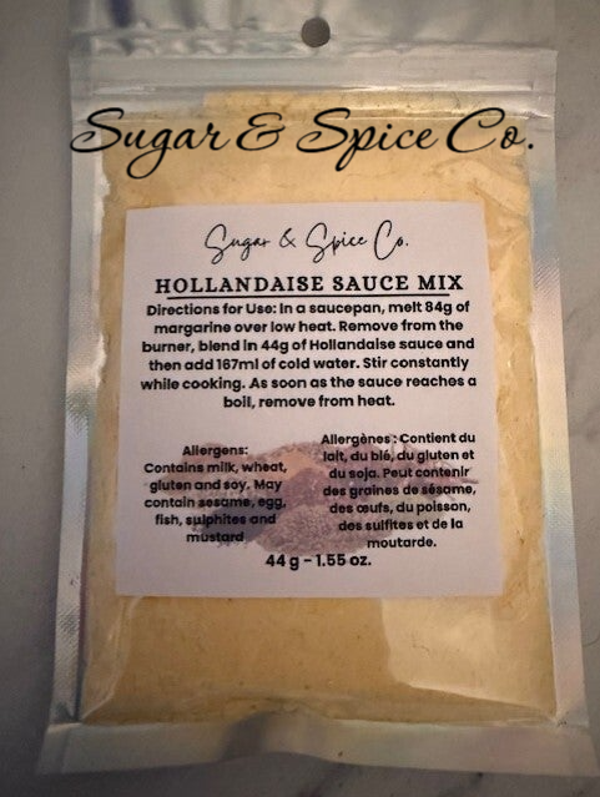 Sugar & Spice Co.
Sugar & Spice Co.
HOLLANDAISE SAUCE MIX
Directions for Use: In a saucepan, melt 84g of
margarine over low heat. Remove from the
burner, blend in 44g of Hollandaise sauce and
then add 167ml of cold water. Stir constantly
while cooking. As soon as the sauce reaches a
boil, remove from heat.
Allergens:
Contains milk, wheat,
gluten and soy. May
contain sesame, egg,
fish, sulphites and
mustard
Allergènes : Contient du
lait, du blé, du gluten et
du soja. Peut contenir
des graines de sésame,
des œufs, du poisson,
des sulfites et de la
moutarde.
44 g - 1.55 oz.